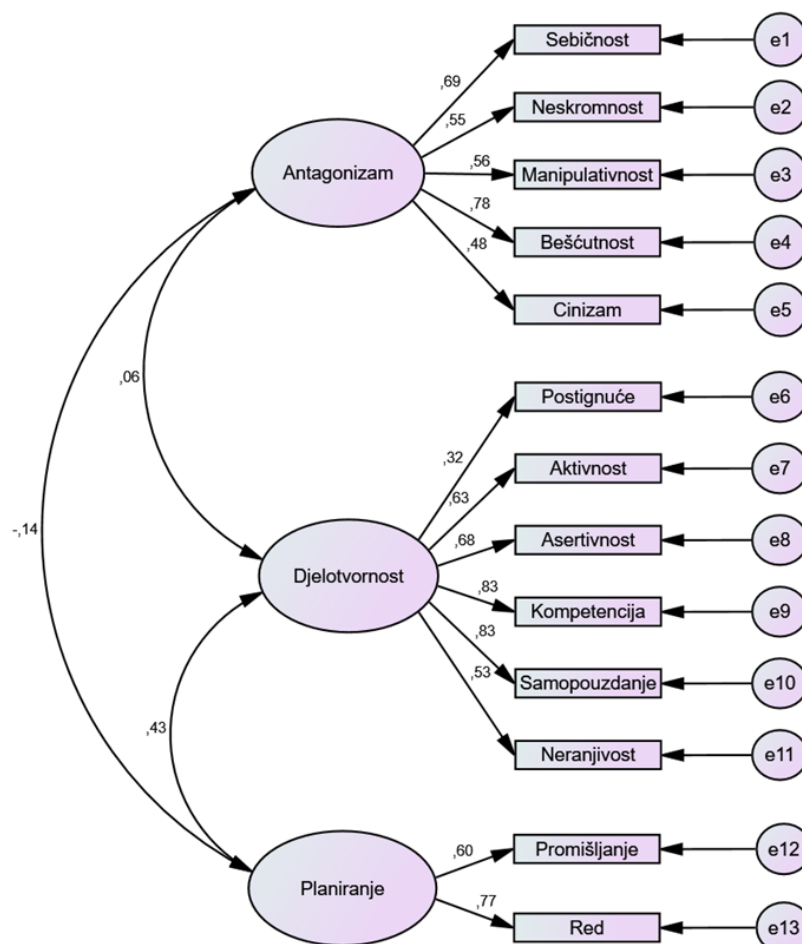 Sebičnost
e1
,69
Neskromnost
e2
,55
Antagonizam
Manipulativnost
e3
,56
,78
Bešćutnost
e4
,48
Cinizam
e5
,06
Postignuće
e6
,32
Aktivnost
e7
,63
Asertivnost
e8
,68
-,14
Djelotvornost
Kompetencija
e9
,83
,83
Samopouzdanje
e10
,53
Neranjivost
e11
,43
Promišljanje
e12
,60
Planiranje
,77
Red
e13